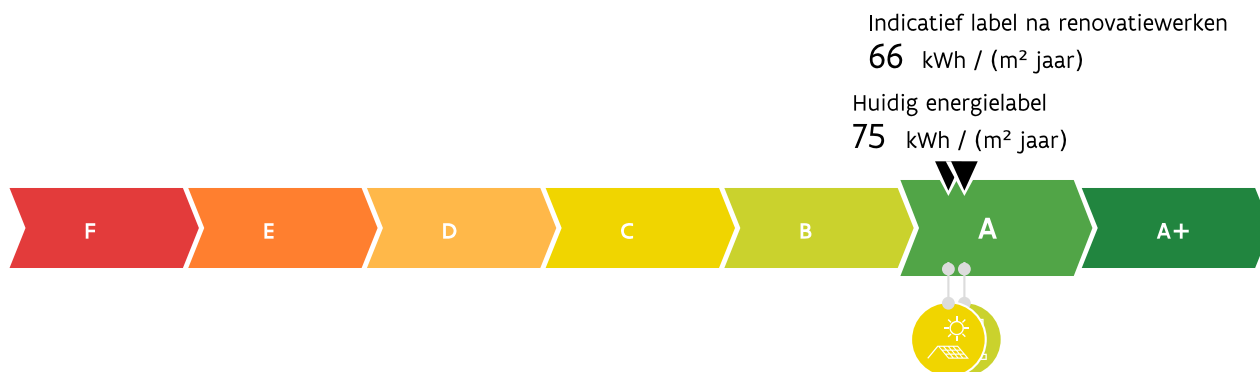 Indicatief label na renovatiewerken
66 kWh / (m² jaar)
Huidig energielabel
75 kWh / (m² jaar)
F E D C B A A+